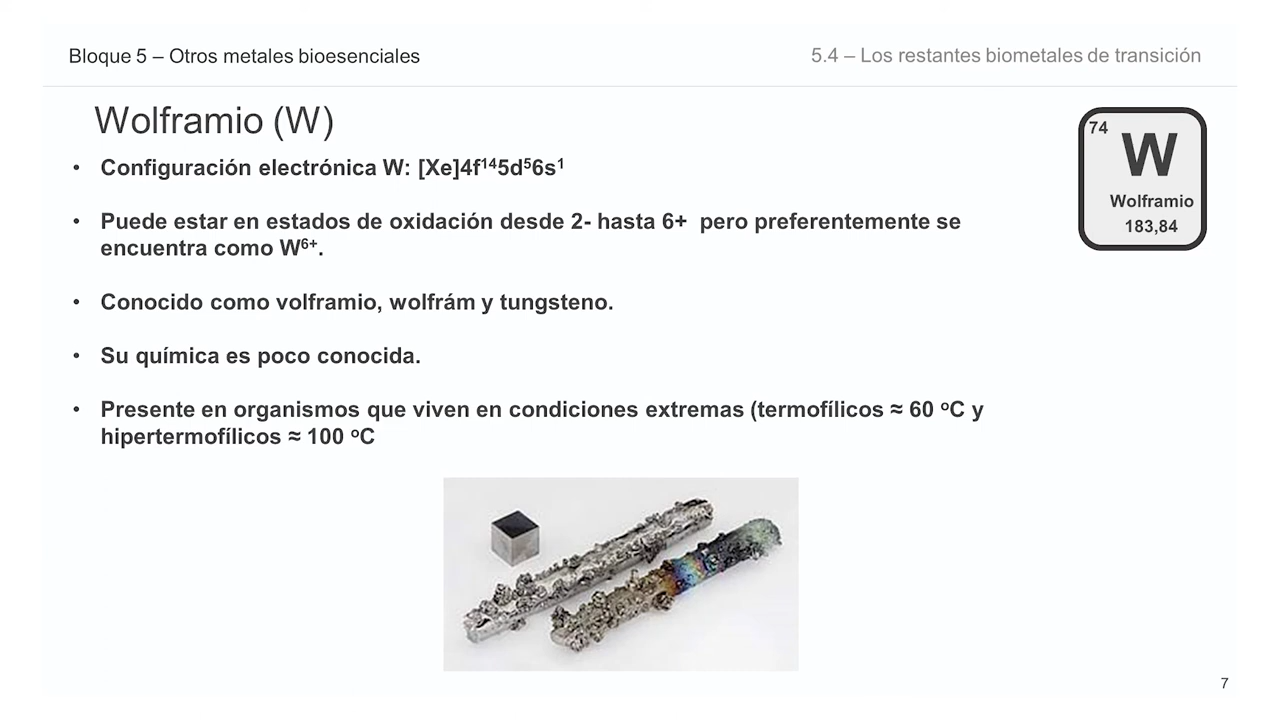 Bloque 5 – Otros metales bioesenciales
5.4 – Los restantes biometales de transición
Wolframio (W)
74
W
Wolframio
183,84
• Configuración electrónica W: [Xe]4f¹⁴5d⁵6s¹
• Puede estar en estados de oxidación desde 2- hasta 6+ pero preferentemente se
encuentra como W⁶⁺.
• Conocido como volframio, wolfrám y tungsteno.
• Su química es poco conocida.
• Presente en organismos que viven en condiciones extremas (termofílicos ≈ 60 ºC y
hipertermofílicos ≈ 100 ºC
7